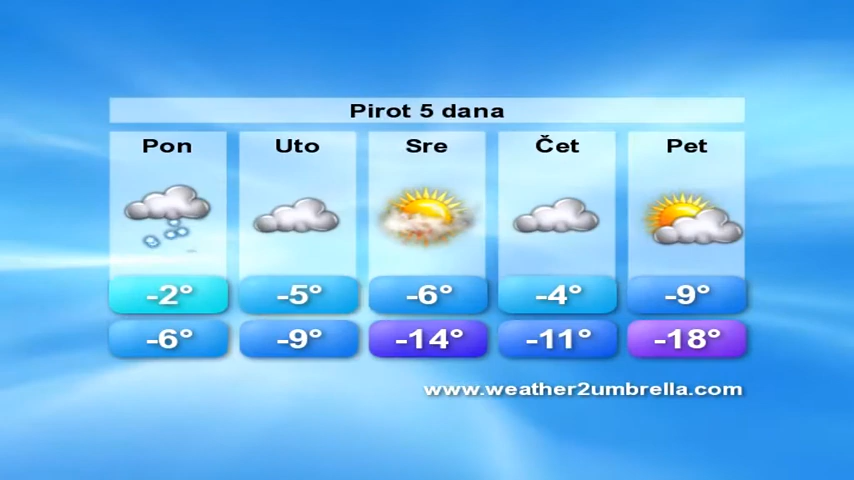 Pirot 5 dana
Pon Uto Sre Čet Pet
-2° -5° -6° -4° -9°
-6° -9° -14° -11° -18°
www.weather2umbrella.com